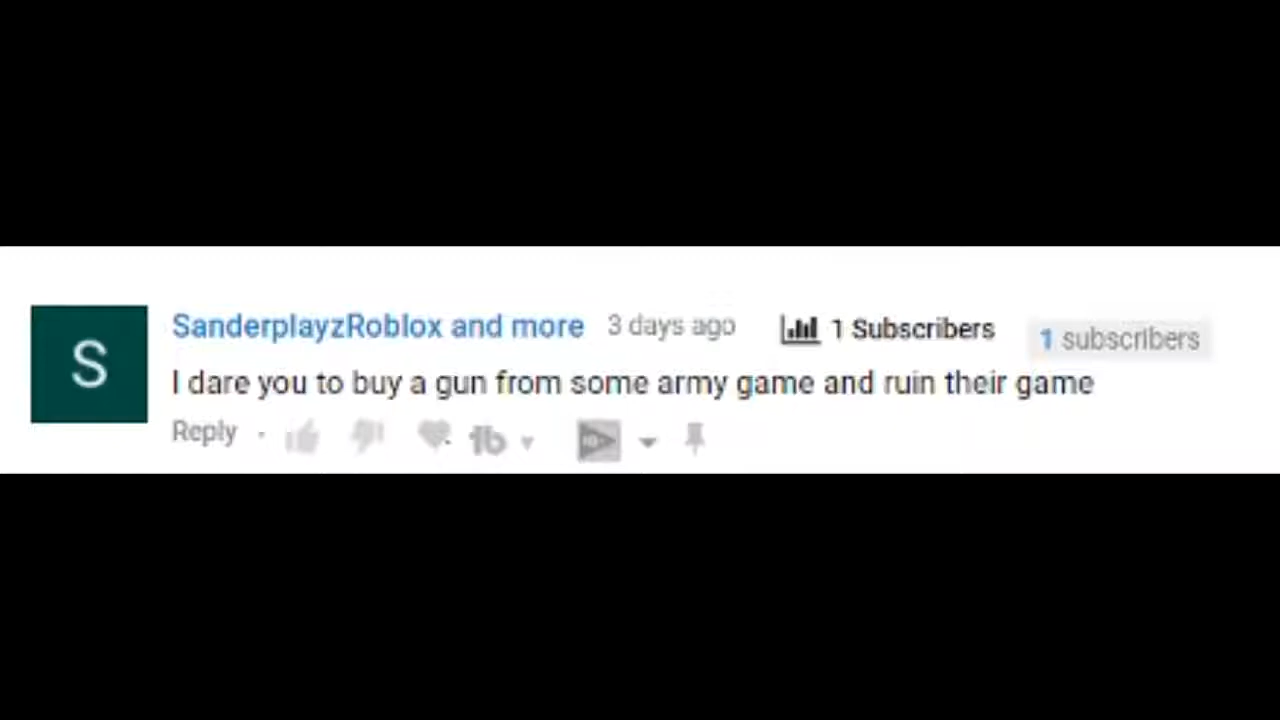 S
SanderplayzRoblox and more 3 days ago 1 Subscribers 1 subscribers
I dare you to buy a gun from some army game and ruin their game
Reply · tb